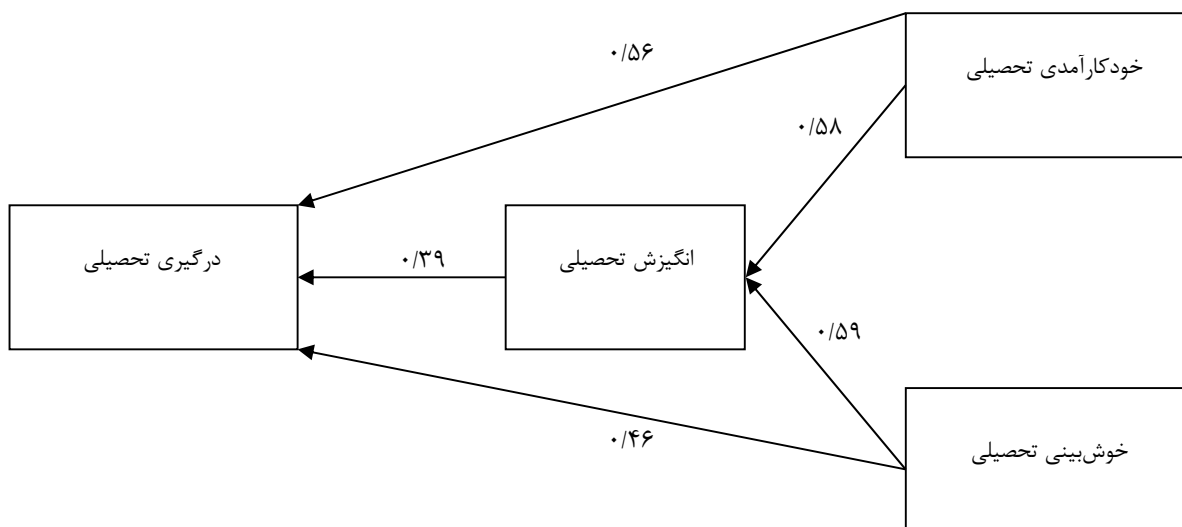 ۰/۵۶
خودکارآمدی تحصیلی
۰/۵۸
درگیری تحصیلی
۰/۳۹
انگیزش تحصیلی
۰/۵۹
۰/۴۶
خوش‌بینی تحصیلی